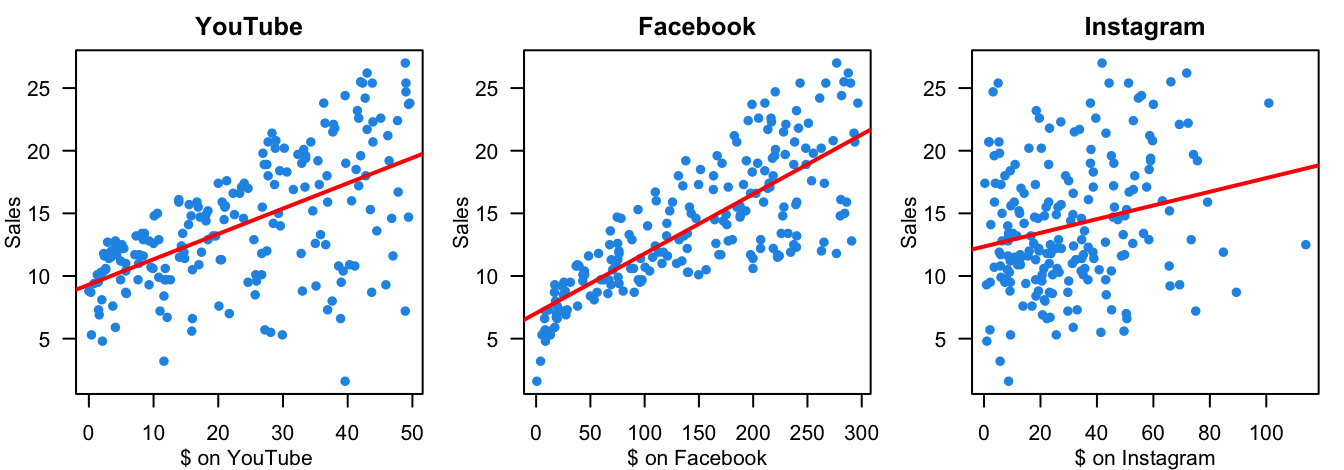 YouTube
Sales
25
20
15
10
5
0 10 20 30 40 50
$ on YouTube
Facebook
Sales
25
20
15
10
5
0 50 100 150 200 250 300
$ on Facebook
Instagram
Sales
25
20
15
10
5
0 20 40 60 80 100
$ on Instagram